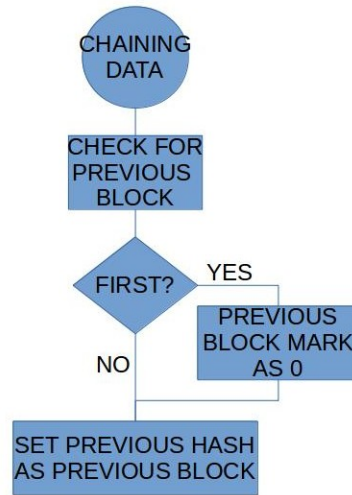 CHAINING
DATA
CHECK FOR
PREVIOUS
BLOCK
FIRST?
YES
PREVIOUS
BLOCK MARK
AS 0
NO
SET PREVIOUS HASH
AS PREVIOUS BLOCK